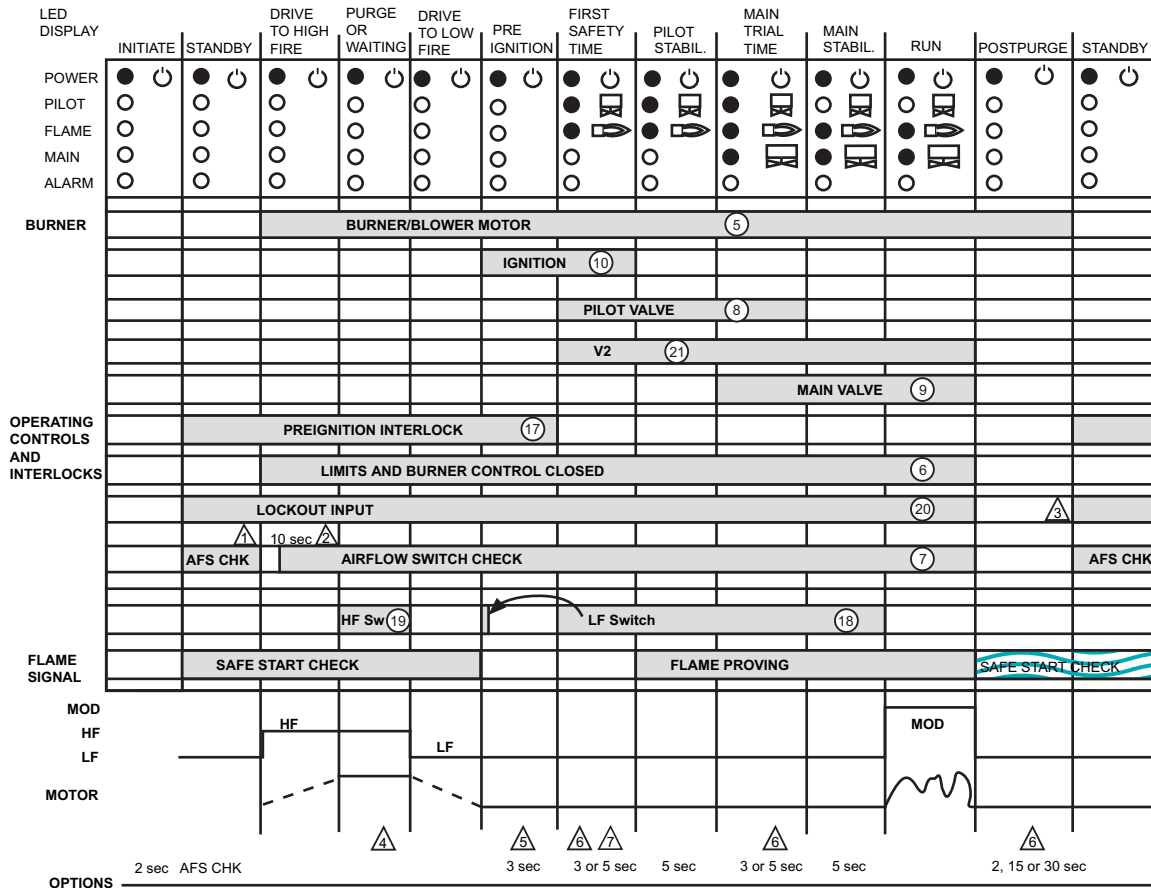 LED DISPLAY
INITIATE
STANDBY
DRIVE TO HIGH FIRE
PURGE OR WAITING
DRIVE TO LOW FIRE
PRE IGNITION
FIRST SAFETY TIME
PILOT STABIL.
MAIN TRIAL TIME
MAIN STABIL.
RUN
POSTPURGE
STANDBY
POWER
PILOT
FLAME
MAIN
ALARM
BURNER
BURNER/BLOWER MOTOR 5
IGNITION 10
PILOT VALVE 8
V2 21
MAIN VALVE 9
OPERATING CONTROLS AND INTERLOCKS
PREIGNITION INTERLOCK 17
LIMITS AND BURNER CONTROL CLOSED 6
LOCKOUT INPUT 20 3
1 10 sec 2
AFS CHK AIRFLOW SWITCH CHECK 7 AFS CHK
HF Sw 19 LF Switch 18
FLAME SIGNAL
SAFE START CHECK FLAME PROVING SAFE START CHECK
MOD
HF
LF
HF
LF
MOD
MOTOR
4 5 6 7 6 6
2 sec AFS CHK 3 sec 3 or 5 sec 5 sec 3 or 5 sec 5 sec 2, 15 or 30 sec
OPTIONS